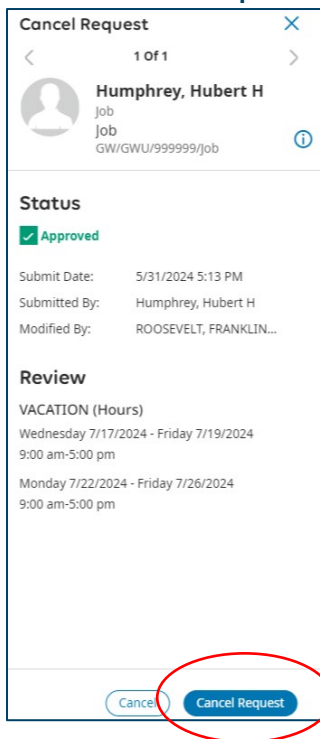 Cancel Request
1 Of 1
Humphrey, Hubert H
Job
Job
GW/GWU/999999/Job
Status
Approved
Submit Date: 5/31/2024 5:13 PM
Submitted By: Humphrey, Hubert H
Modified By: ROOSEVELT, FRANKLIN...
Review
VACATION (Hours)
Wednesday 7/17/2024 - Friday 7/19/2024
9:00 am-5:00 pm
Monday 7/22/2024 - Friday 7/26/2024
9:00 am-5:00 pm
Cancel Cancel Request